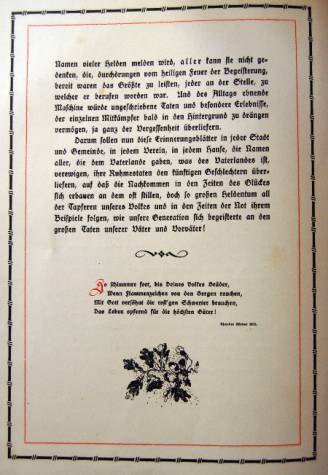 Namen vieler Helden melden wird, aller kann sie nicht ge-
denken, die, durchdrungen vom heiligen Feuer der Begeisterung,
bereit waren das Größte zu leisten, jeder an der Stelle, zu
welcher er berufen worden war. Und des Alltags ebnende
Maschine würde ungeschriebene Taten und besondere Erlebnisse,
der einzelnen Mitkämpfer bald in den Hintergrund zu drängen
vermögen, ja ganz der Vergessenheit überliefern.
Darum sollen nun diese Erinnerungsblätter in jeder Stadt
und Gemeinde, in jedem Verein, in jedem Hause, die Namen
aller, die dem Vaterlande gaben, was des Vaterlandes ist,
verewigen, ihre Ruhmestaten den künftigen Geschlechtern über-
liefern, auf daß die Nachkommen in den Zeiten des Glückes
sich erbauen an dem oft stillen, doch so großen Heldentum all
der Tapferen unseres Volkes und in den Zeiten der Not ihrem
Beispiele folgen, wie unsere Generation sich begeisterte an den
großen Taten unserer Väter und Vorväter!
So schlummre fort, bis Deines Volkes Brüder,
Wenn Flammenzeichen von den Bergen rauchen,
Mit Gott versöhnt die rost'gen Schwerter brauchen,
Das Leben opfernd für die höchsten Güter!
Theodor Körner